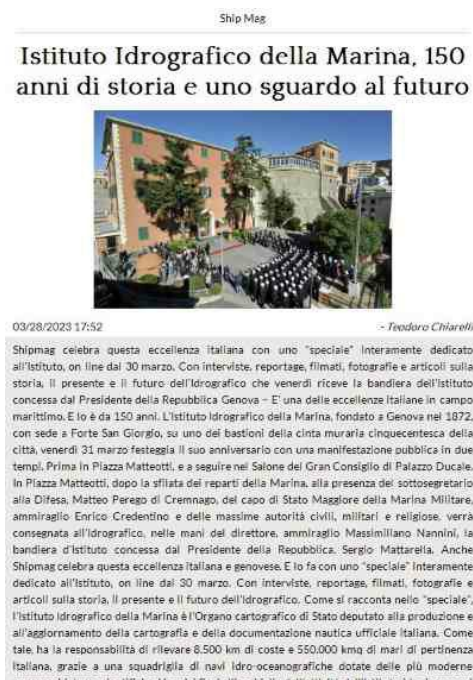 Ship Mag
Istituto Idrografico della Marina, 150
anni di storia e uno sguardo al futuro
03/28/2023 17:52
- Teodoro Chiarelli
Shipmag celebra questa eccellenza italiana con uno "speciale" interamente dedicato
all'Istituto, on line dal 30 marzo. Con interviste, reportage, filmati, fotografie e articoli sulla
storia, il presente e il futuro dell'Idrografico che venerdì riceve la bandiera dell'Istituto
concessa dal Presidente della Repubblica Genova – E' una delle eccellenze italiane in campo
marittimo. E lo è da 150 anni. L'Istituto Idrografico della Marina, fondato a Genova nel 1872,
con sede a Forte San Giorgio, su uno dei bastioni della cinta muraria cinquecentesca della
città, venerdì 31 marzo festeggia il suo anniversario con una manifestazione pubblica in due
tempi. Prima in Piazza Matteotti, e a seguire nel Salone del Gran Consiglio di Palazzo Ducale.
In Piazza Matteotti, dopo la sfilata dei reparti della Marina, alla presenza del sottosegretario
alla Difesa, Matteo Perego di Cremnago, del capo di Stato Maggiore della Marina Militare,
ammiraglio Enrico Credentino e delle massime autorità civili, militari e religiose, verrà
consegnata all'Idrografico, nelle mani del direttore, ammiraglio Massimiliano Nannini, la
bandiera d'Istituto concessa dal Presidente della Repubblica, Sergio Mattarella. Anche
Shipmag celebra questa eccellenza italiana e genovese. E lo fa con uno "speciale" interamente
dedicato all'Istituto, on line dal 30 marzo. Con interviste, reportage, filmati, fotografie e
articoli sulla storia, il presente e il futuro dell'Idrografico. Come si racconta nello "speciale",
l'Istituto Idrografico della Marina è l'Organo cartografico di Stato deputato alla produzione e
all'aggiornamento della cartografia e della documentazione nautica ufficiale italiana. Come
tale, ha la responsabilità di rilevare 8.500 km di coste e 550.000 kmq di mari di pertinenza
italiana, grazie a una squadriglia di navi idro-oceanografiche dotate delle più moderne